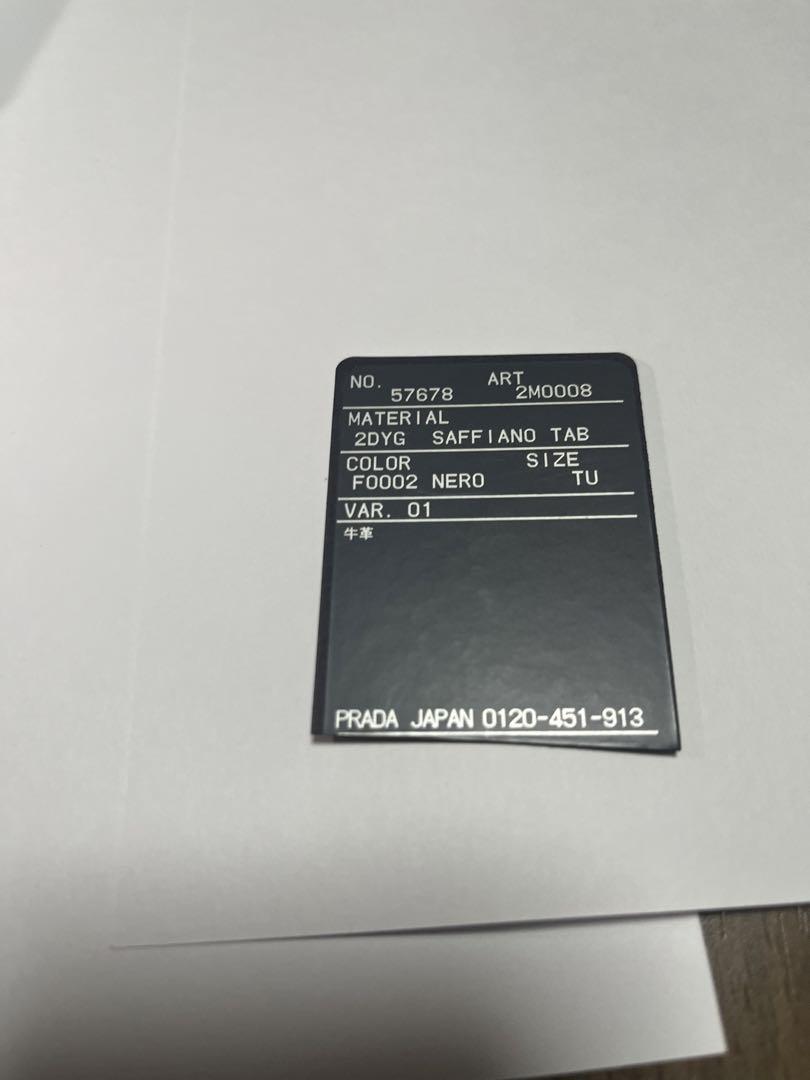 NO. ART
57678 2M0008
MATERIAL
2DYG SAFFIANO TAB
COLOR SIZE
F0002 NERO TU
VAR. 01
牛革
PRADA JAPAN 0120-451-913